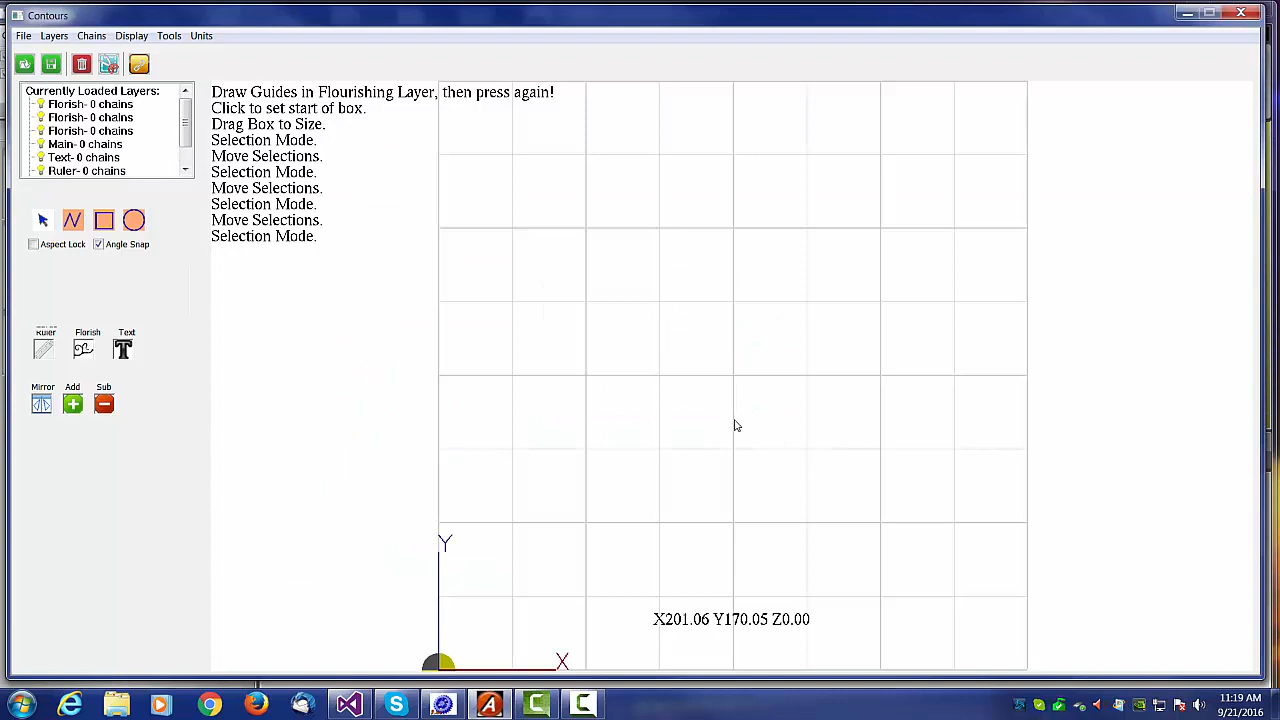 Contours
File Layers Chains Display Tools Units
Currently Loaded Layers:
Florish- 0 chains
Florish- 0 chains
Florish- 0 chains
Main- 0 chains
Text- 0 chains
Ruler- 0 chains
Aspect Lock Angle Snap
Ruler Florish Text
Mirror Add Sub
Draw Guides in Flourishing Layer, then press again!
Click to set start of box.
Drag Box to Size.
Selection Mode.
Move Selections.
Selection Mode.
Move Selections.
Selection Mode.
Move Selections.
Selection Mode.
Y
X201.06 Y170.05 Z0.00
X
11:19 AM
9/21/2016